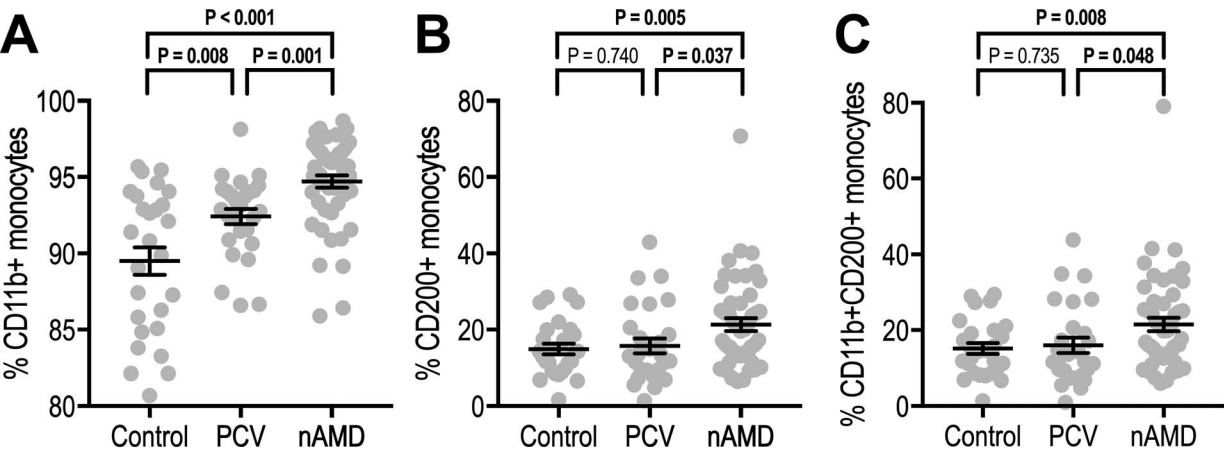 A
P < 0.001
P = 0.008 P = 0.001
% CD11b+ monocytes
100
95
90
85
80
Control PCV nAMD
B
P = 0.005
P = 0.740 P = 0.037
% CD200+ monocytes
80
60
40
20
0
Control PCV nAMD
C
P = 0.008
P = 0.735 P = 0.048
% CD11b+CD200+ monocytes
80
60
40
20
0
Control PCV nAMD